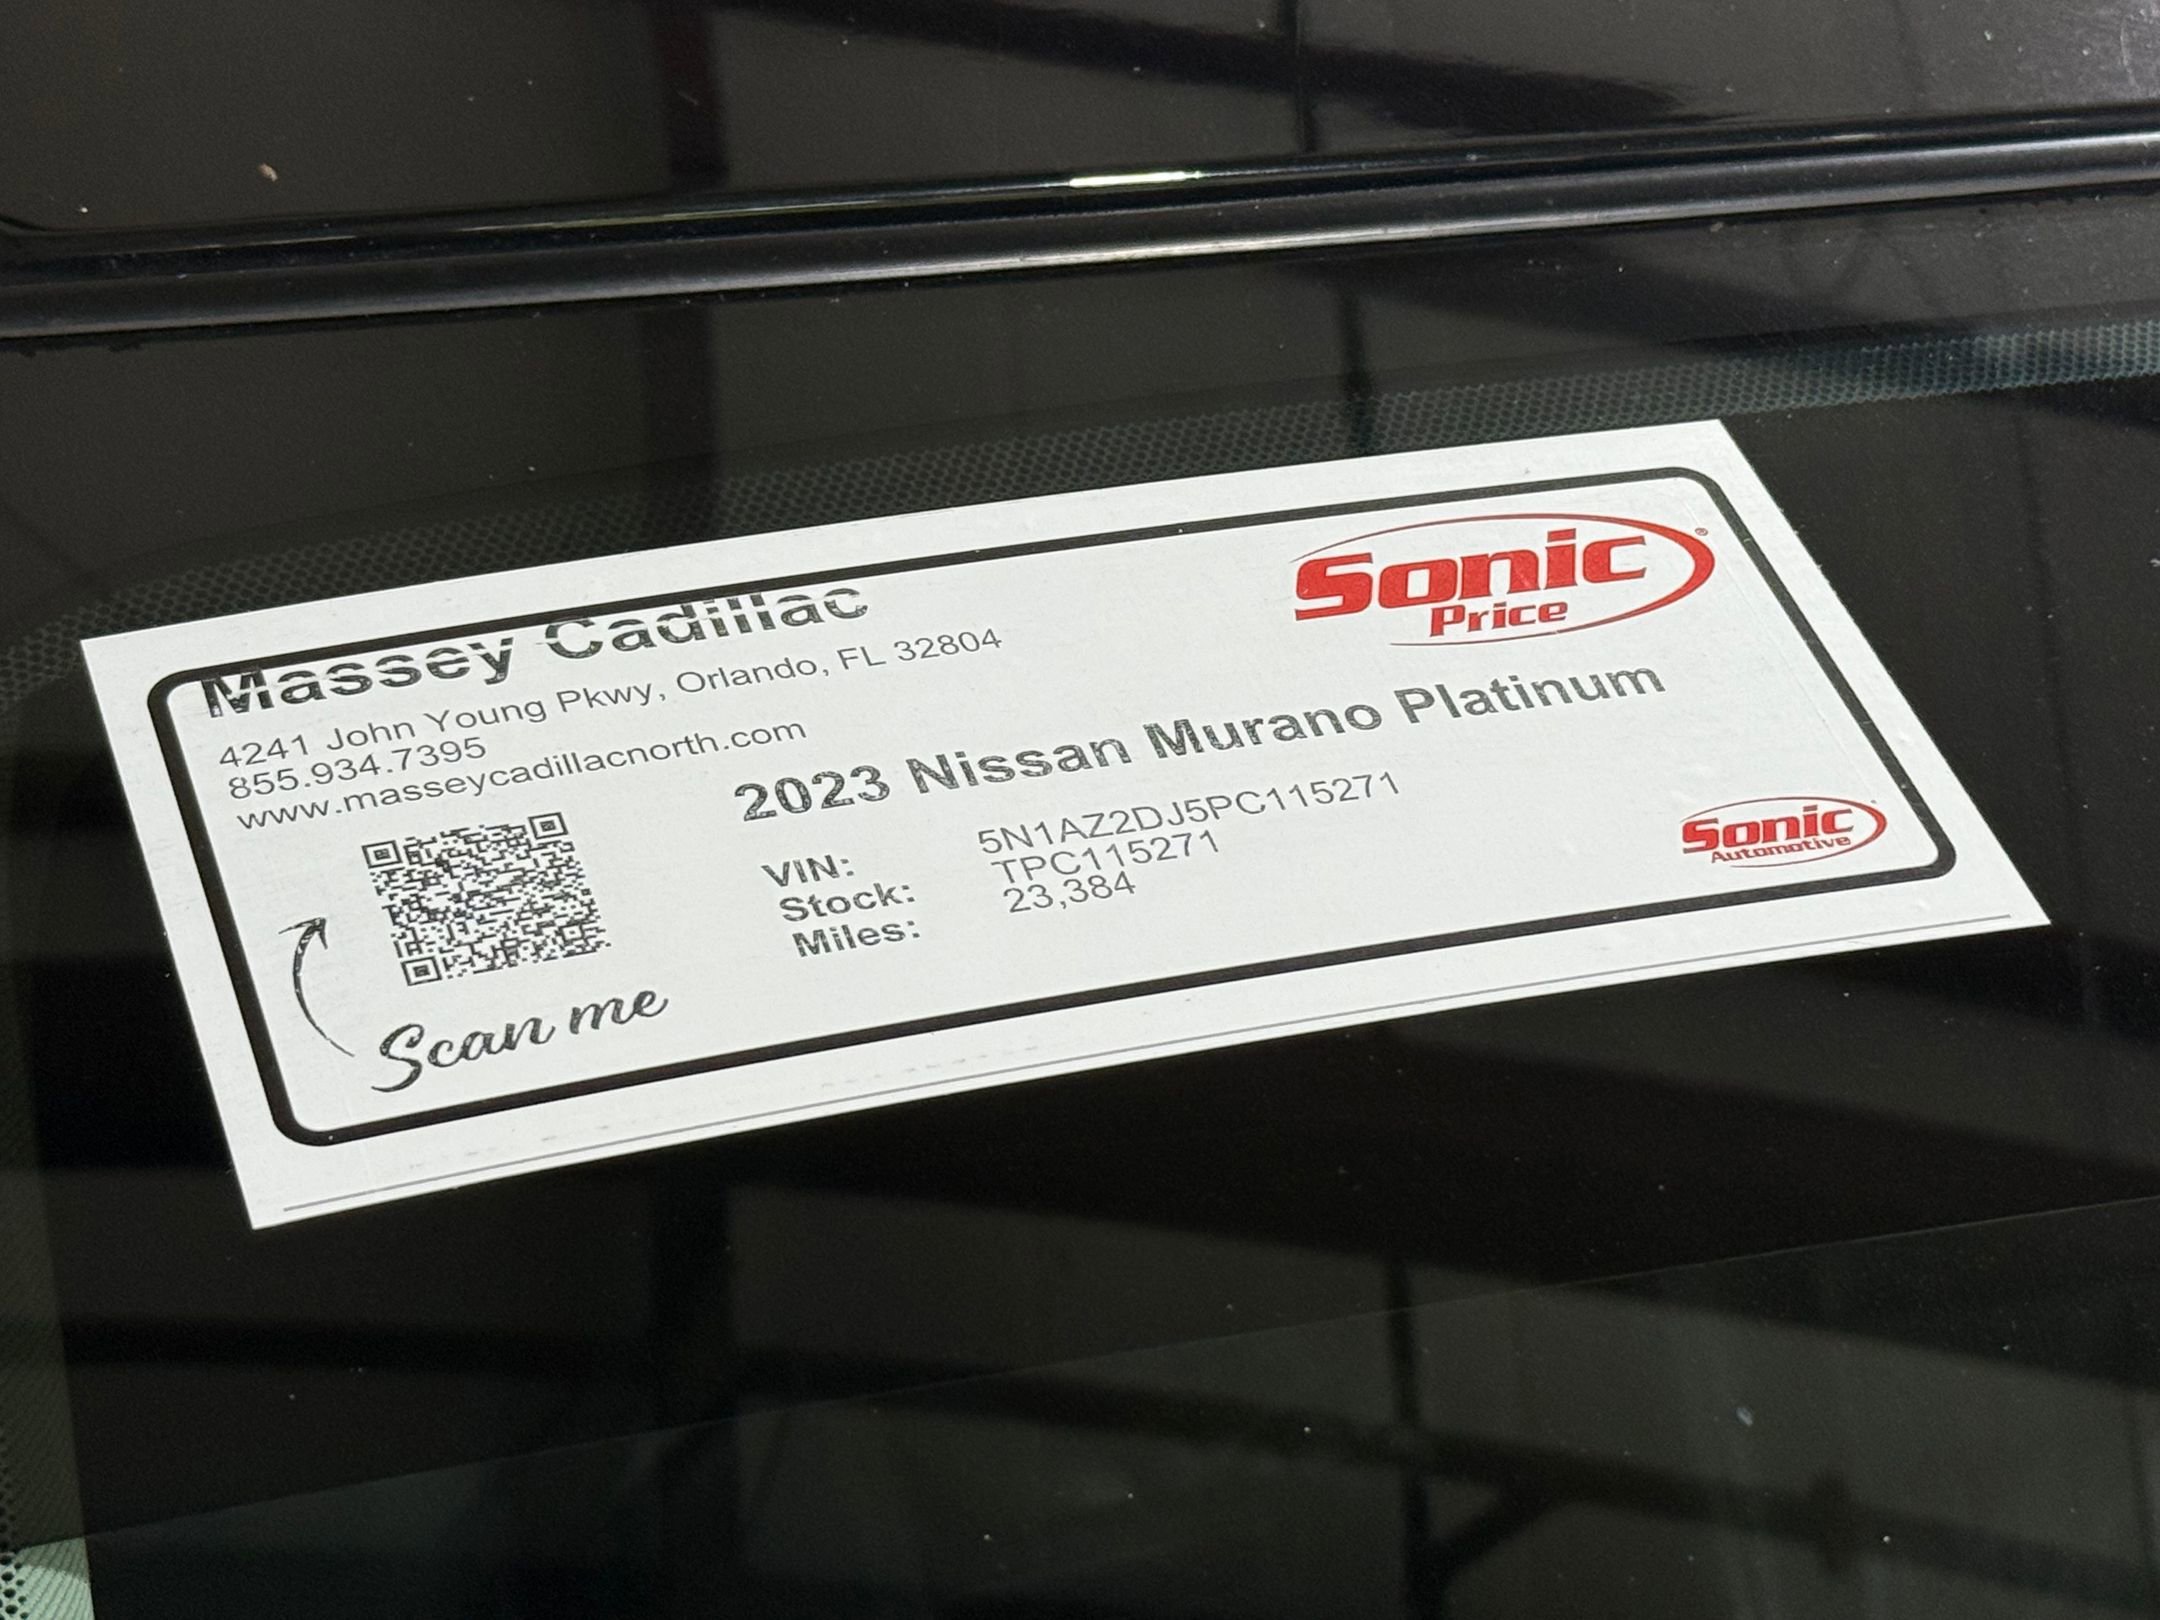 Massey Cadillac
4241 John Young Pkwy, Orlando, FL 32804
855.934.7395
www.masseycadillacnorth.com
Sonic
Price
®
2023 Nissan Murano Platinum
VIN: 5N1AZ2DJ5PC115271
Stock: TPC115271
Miles: 23,384
Scan me
Sonic
Automotive